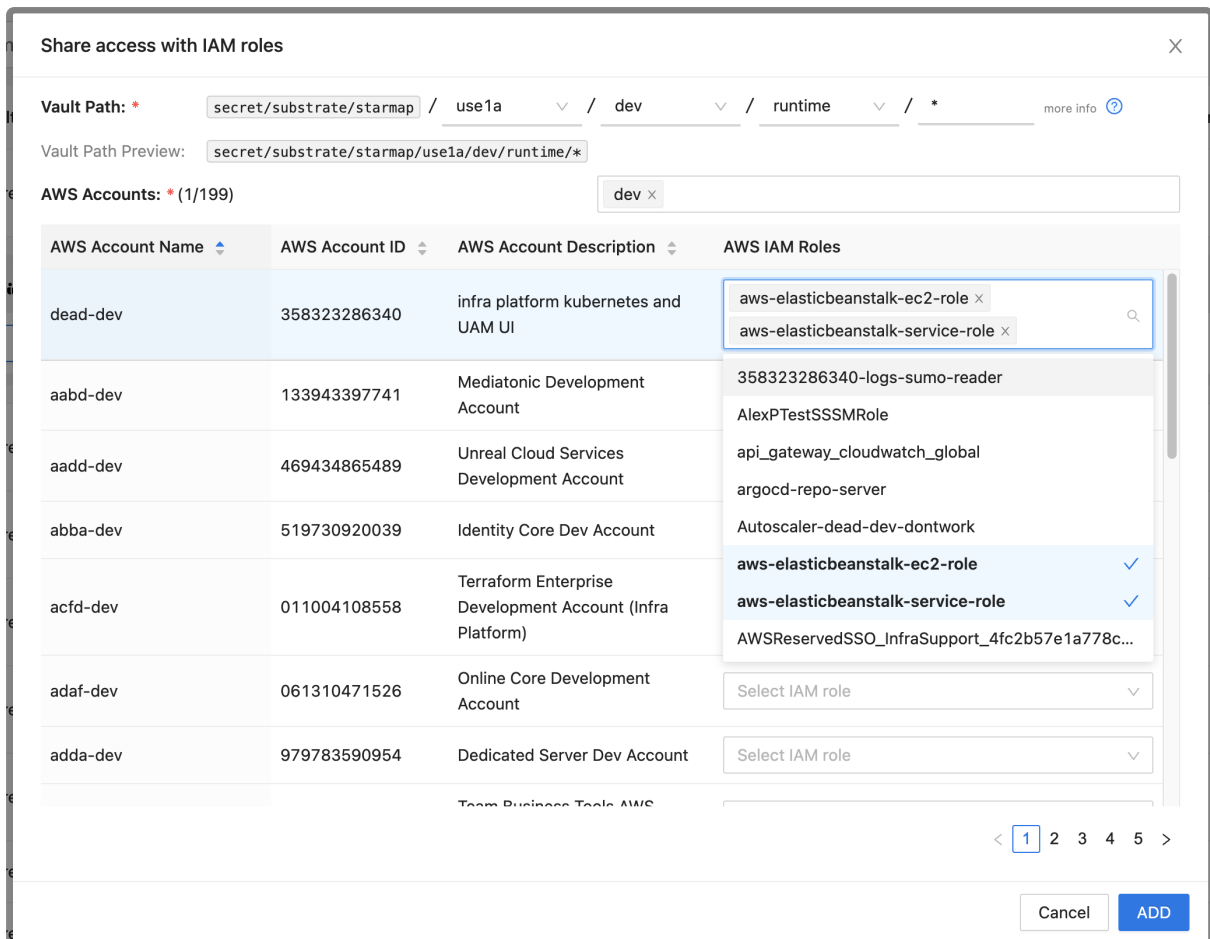 Share access with IAM roles
Vault Path: * secret/substrate/starmap / use1a / dev / runtime / * more info ?
Vault Path Preview: secret/substrate/starmap/use1a/dev/runtime/*
AWS Accounts: * (1/199) dev ×
AWS Account Name AWS Account ID AWS Account Description AWS IAM Roles
dead-dev 358323286340 infra platform kubernetes and
UAM UI
aws-elasticbeanstalk-ec2-role ×
aws-elasticbeanstalk-service-role ×
358323286340-logs-sumo-reader
AlexPTestSSSMRole
api_gateway_cloudwatch_global
argocd-repo-server
Autoscaler-dead-dev-dontwork
aws-elasticbeanstalk-ec2-role
aws-elasticbeanstalk-service-role
AWSReservedSSO_InfraSupport_4fc2b57e1a778c...
aabd-dev 133943397741 Mediatonic Development
Account
aadd-dev 469434865489 Unreal Cloud Services
Development Account
abba-dev 519730920039 Identity Core Dev Account
acfd-dev 011004108558 Terraform Enterprise
Development Account (Infra
Platform)
adaf-dev 061310471526 Online Core Development
Account
Select IAM role
adda-dev 979783590954 Dedicated Server Dev Account Select IAM role
Team Business Tools AWS
< 1 2 3 4 5 >
Cancel ADD